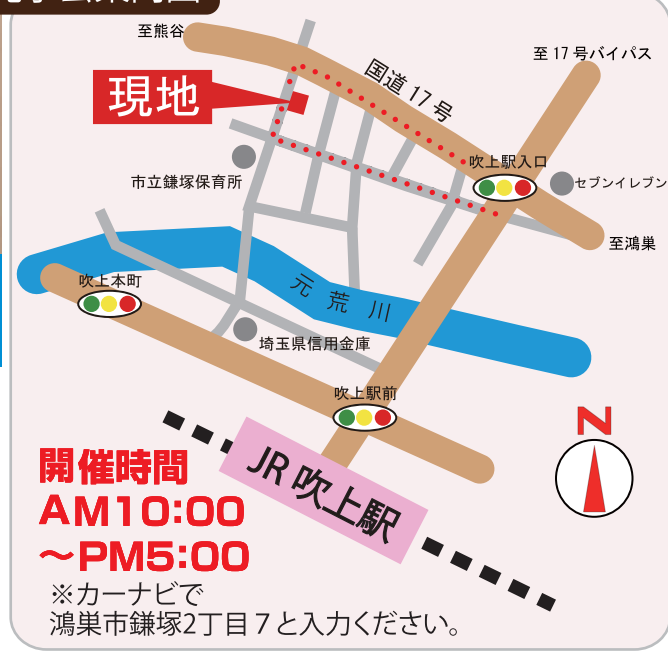 至熊谷
至17号バイパス
国道17号
現地
吹上駅入口
市立鎌塚保育所
セブンイレブン
至鴻巣
吹上本町
元荒川
埼玉県信用金庫
吹上駅前
N
JR吹上駅
開催時間
AM10:00
～PM5:00
※カーナビで
鴻巣市鎌塚2丁目７と入力ください。